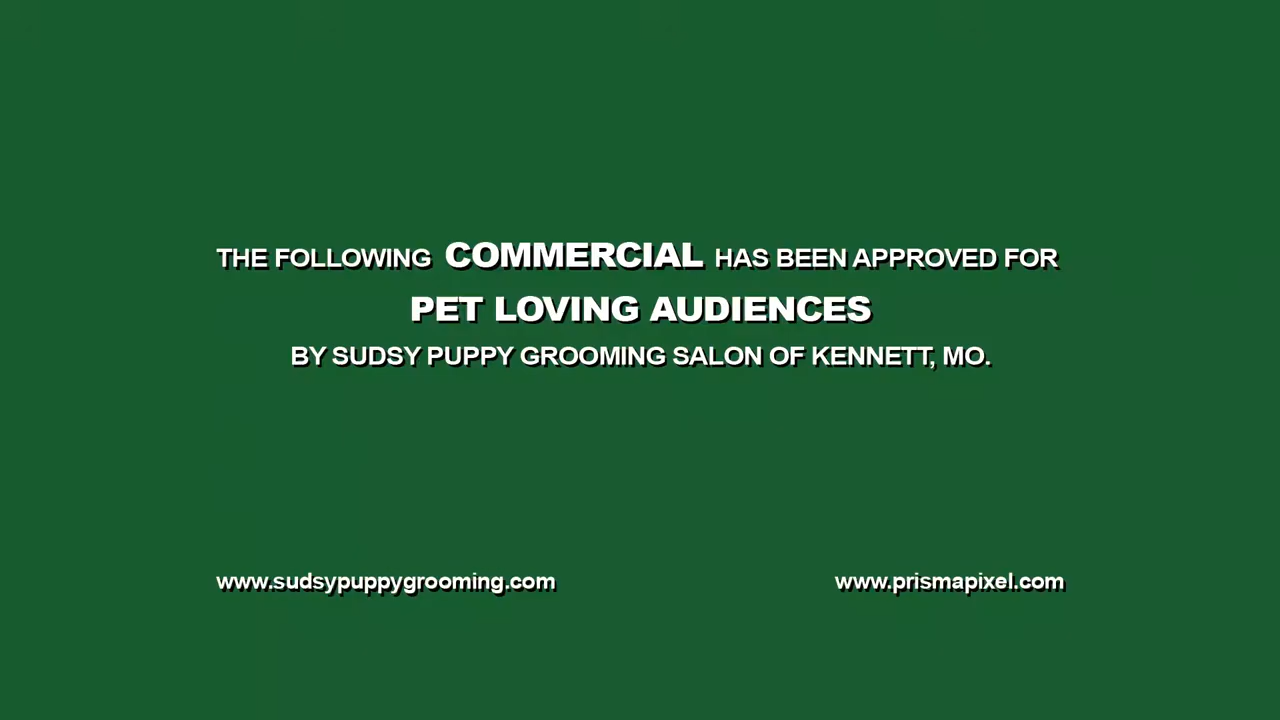 THE FOLLOWING COMMERCIAL HAS BEEN APPROVED FOR
PET LOVING AUDIENCES
BY SUDSY PUPPY GROOMING SALON OF KENNETT, MO.
www.sudsypuppygrooming.com
www.prismapixel.com